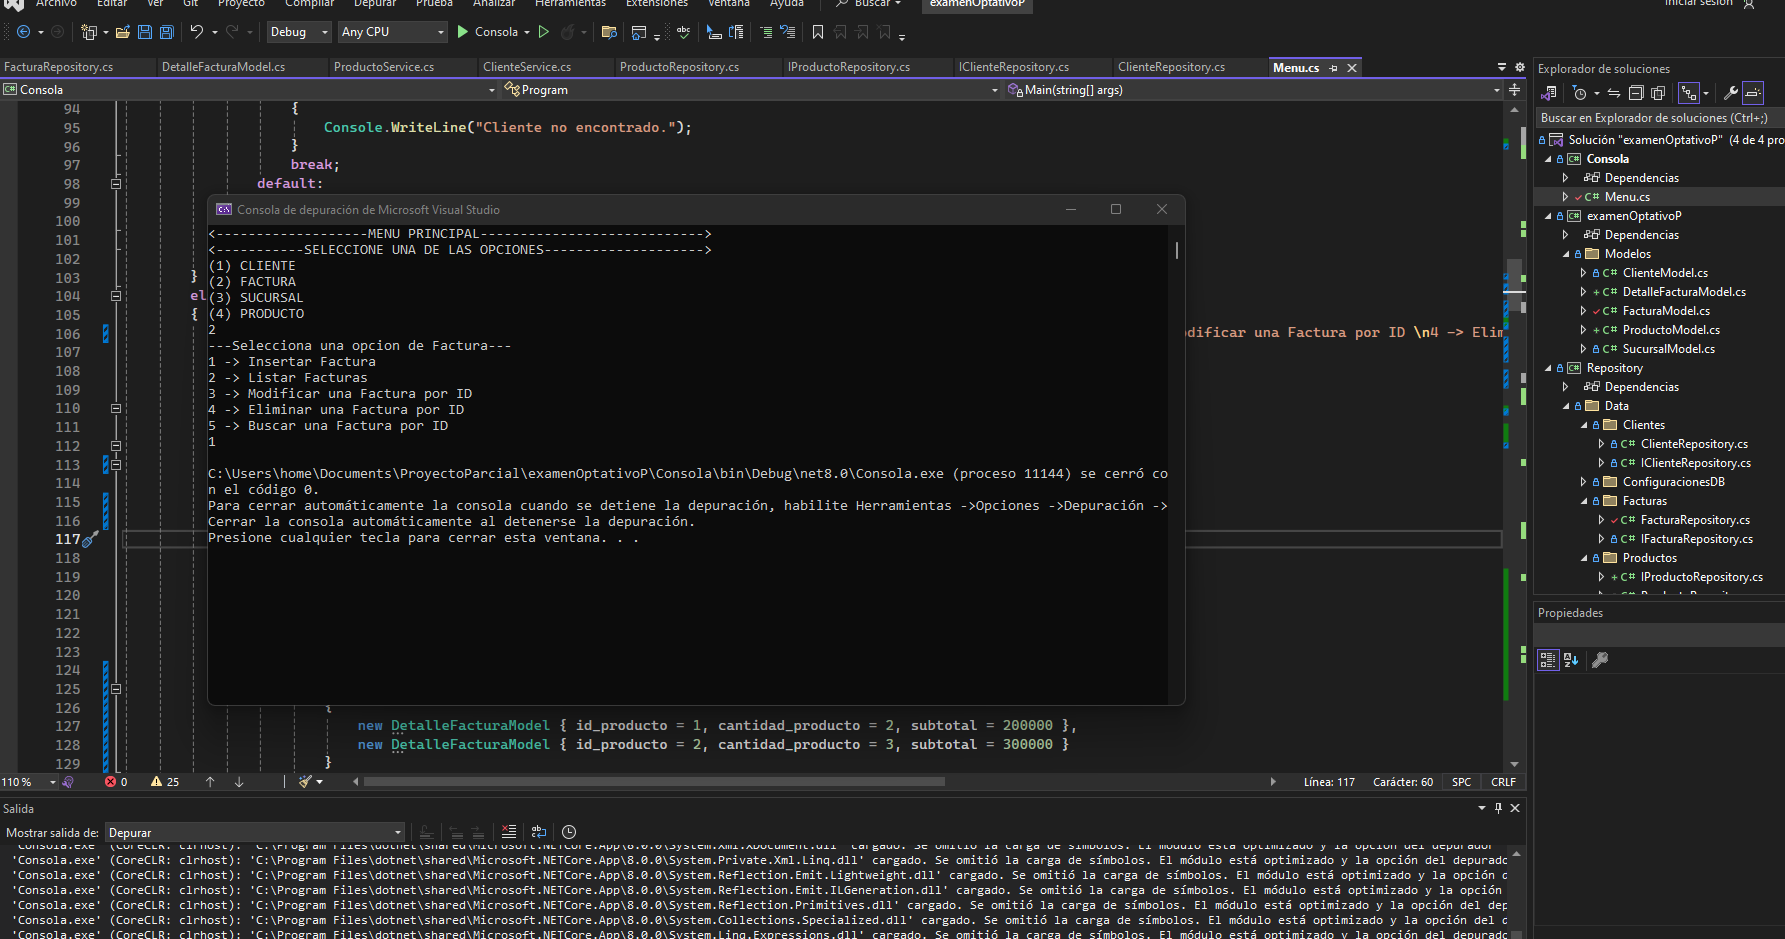 Archivo Editar Ver Git Proyecto Compilar Depurar Prueba Analizar Herramientas Extensiones Ventana Ayuda Buscar examenOptativoP Iniciar sesión
Debug Any CPU Consola
FacturaRepository.cs DetalleFacturaModel.cs ProductoService.cs ClienteService.cs ProductoRepository.cs IProductoRepository.cs IClienteRepository.cs ClienteRepository.cs Menu.cs
Consola Program Main(string[] args)
94 {
95 Console.WriteLine("Cliente no encontrado.");
96 }
97 break;
98 default:
99
100
101
102
103 }
104 el
105 {
106 dificar una Factura por ID \n4 -> Elim
107
108
109
110
111
112
113
114
115
116
117
118
119
120
121
122
123
124
125
126 {
127 new DetalleFacturaModel { id_producto = 1, cantidad_producto = 2, subtotal = 200000 },
128 new DetalleFacturaModel { id_producto = 2, cantidad_producto = 3, subtotal = 300000 }
129 }
Consola de depuración de Microsoft Visual Studio
<-------------------MENU PRINCIPAL---------------------------->
<-----------SELECCIONE UNA DE LAS OPCIONES-------------------->
(1) CLIENTE
(2) FACTURA
(3) SUCURSAL
(4) PRODUCTO
2
---Selecciona una opcion de Factura---
1 -> Insertar Factura
2 -> Listar Facturas
3 -> Modificar una Factura por ID
4 -> Eliminar una Factura por ID
5 -> Buscar una Factura por ID
1
C:\Users\home\Documents\ProyectoParcial\examenOptativoP\Consola\bin\Debug\net8.0\Consola.exe (proceso 11144) se cerró co
n el código 0.
Para cerrar automáticamente la consola cuando se detiene la depuración, habilite Herramientas ->Opciones ->Depuración ->
Cerrar la consola automáticamente al detenerse la depuración.
Presione cualquier tecla para cerrar esta ventana. . .
110 % 0 25 Línea: 117 Carácter: 60 SPC CRLF
Salida
Mostrar salida de: Depurar
'Consola.exe' (CoreCLR: clrhost): 'C:\Program Files\dotnet\shared\Microsoft.NETCore.App\8.0.0\System.Xml.XDocument.dll' cargado. Se omitió la carga de símbolos. El módulo está optimizado y la opción del depurador
'Consola.exe' (CoreCLR: clrhost): 'C:\Program Files\dotnet\shared\Microsoft.NETCore.App\8.0.0\System.Private.Xml.Linq.dll' cargado. Se omitió la carga de símbolos. El módulo está optimizado y la opción del depurado
'Consola.exe' (CoreCLR: clrhost): 'C:\Program Files\dotnet\shared\Microsoft.NETCore.App\8.0.0\System.Reflection.Emit.Lightweight.dll' cargado. Se omitió la carga de símbolos. El módulo está optimizado y la opción d
'Consola.exe' (CoreCLR: clrhost): 'C:\Program Files\dotnet\shared\Microsoft.NETCore.App\8.0.0\System.Reflection.Emit.ILGeneration.dll' cargado. Se omitió la carga de símbolos. El módulo está optimizado y la opción
'Consola.exe' (CoreCLR: clrhost): 'C:\Program Files\dotnet\shared\Microsoft.NETCore.App\8.0.0\System.Reflection.Primitives.dll' cargado. Se omitió la carga de símbolos. El módulo está optimizado y la opción del dep
'Consola.exe' (CoreCLR: clrhost): 'C:\Program Files\dotnet\shared\Microsoft.NETCore.App\8.0.0\System.Collections.Specialized.dll' cargado. Se omitió la carga de símbolos. El módulo está optimizado y la opción del d
'Consola.exe' (CoreCLR: clrhost): 'C:\Program Files\dotnet\shared\Microsoft.NETCore.App\8.0.0\System.Linq.Expressions.dll' cargado. Se omitió la carga de símbolos. El módulo está optimizado y la opción del depurado
Explorador de soluciones
Buscar en Explorador de soluciones (Ctrl+;)
Solución "examenOptativoP" (4 de 4 pro
Consola
Dependencias
C# Menu.cs
examenOptativoP
Dependencias
Modelos
C# ClienteModel.cs
C# DetalleFacturaModel.cs
C# FacturaModel.cs
C# ProductoModel.cs
C# SucursalModel.cs
Repository
Dependencias
Data
Clientes
C# ClienteRepository.cs
C# IClienteRepository.cs
ConfiguracionesDB
Facturas
C# FacturaRepository.cs
C# IFacturaRepository.cs
Productos
C# IProductoRepository.cs
Propiedades